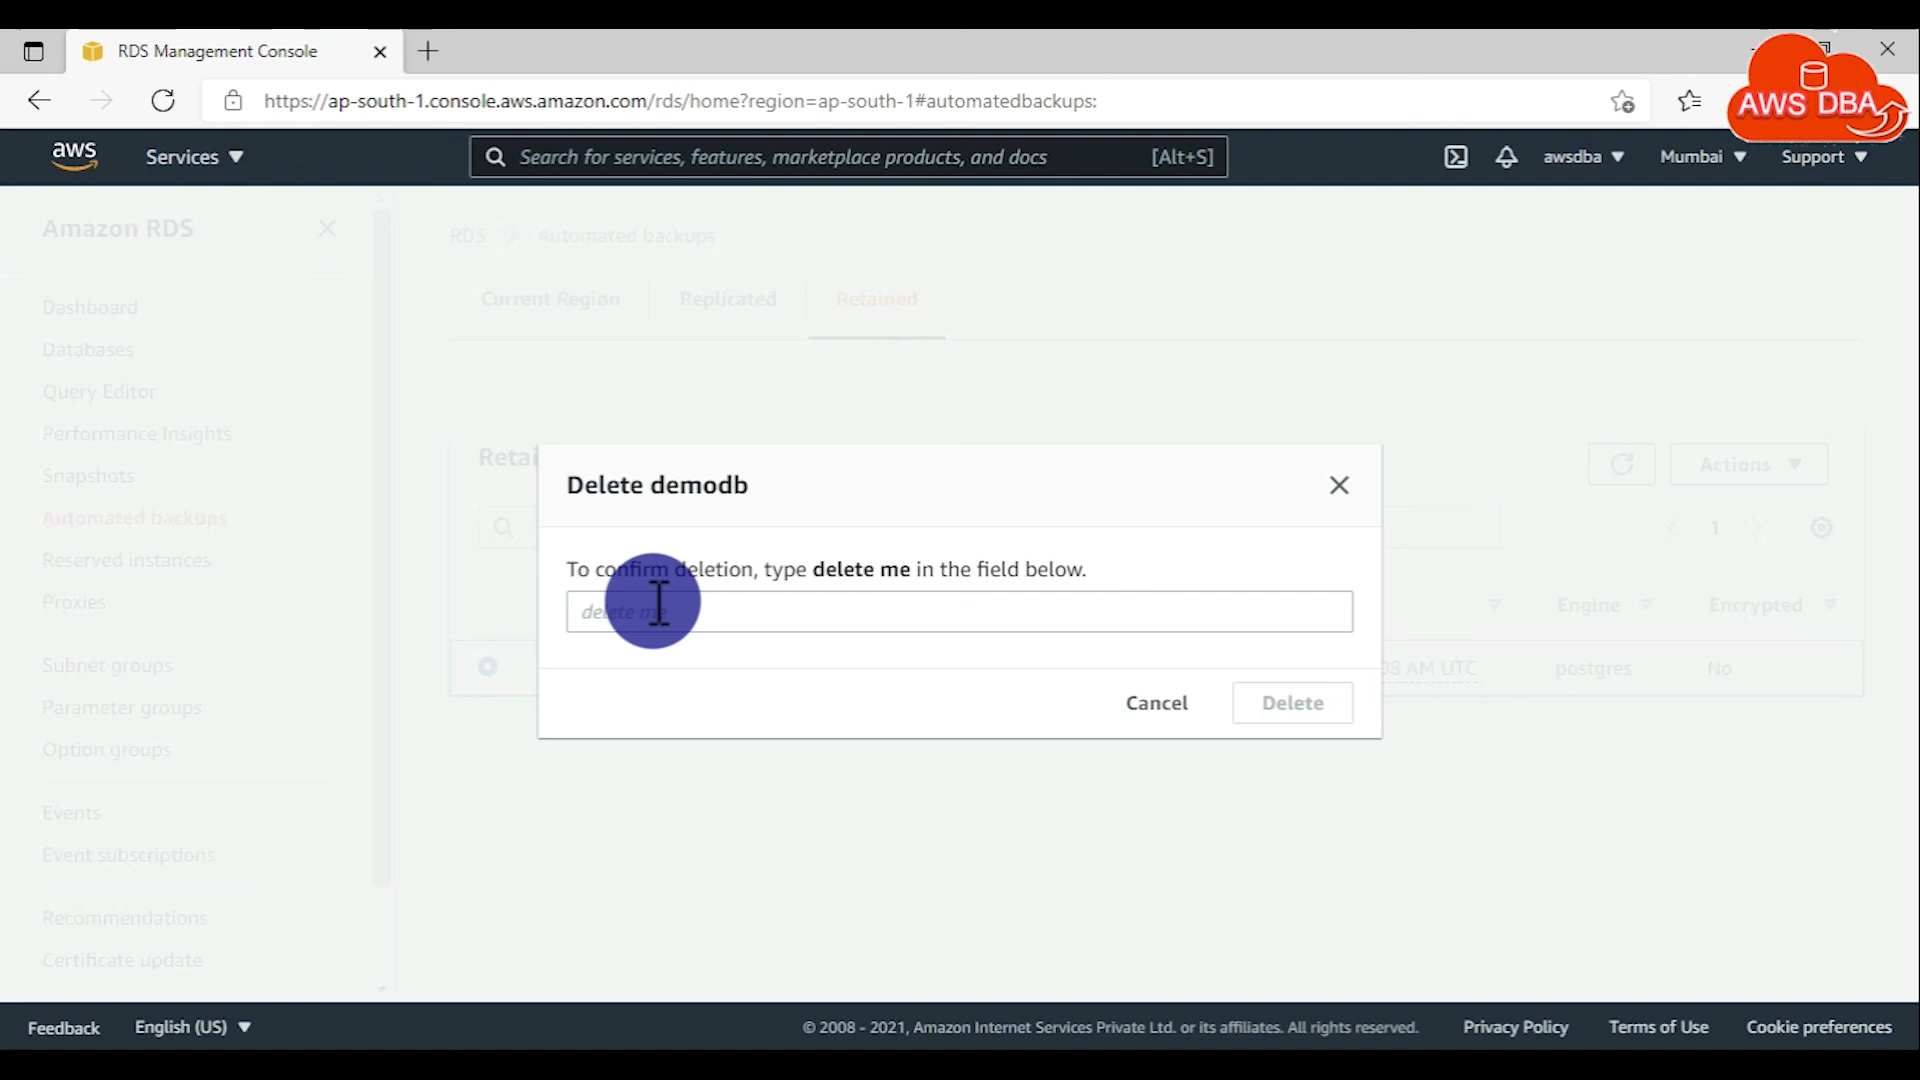 RDS Management Console
https://ap-south-1.console.aws.amazon.com/rds/home?region=ap-south-1#automatedbackups:
AWS DBA
aws
Services
Search for services, features, marketplace products, and docs [Alt+S]
awsdba
Mumbai
Support
Amazon RDS
RDS Automated backups
Dashboard
Databases
Query Editor
Performance Insights
Snapshots
Automated backups
Reserved instances
Proxies
Subnet groups
Parameter groups
Option groups
Events
Event subscriptions
Recommendations
Certificate update
Current Region
Replicated
Retained
Actions
1
Engine
Encrypted
AM UTC
postgres
No
Delete demodb
To confirm deletion, type delete me in the field below.
delete me
Cancel
Delete
Feedback
English (US)
© 2008 - 2021, Amazon Internet Services Private Ltd. or its affiliates. All rights reserved.
Privacy Policy
Terms of Use
Cookie preferences